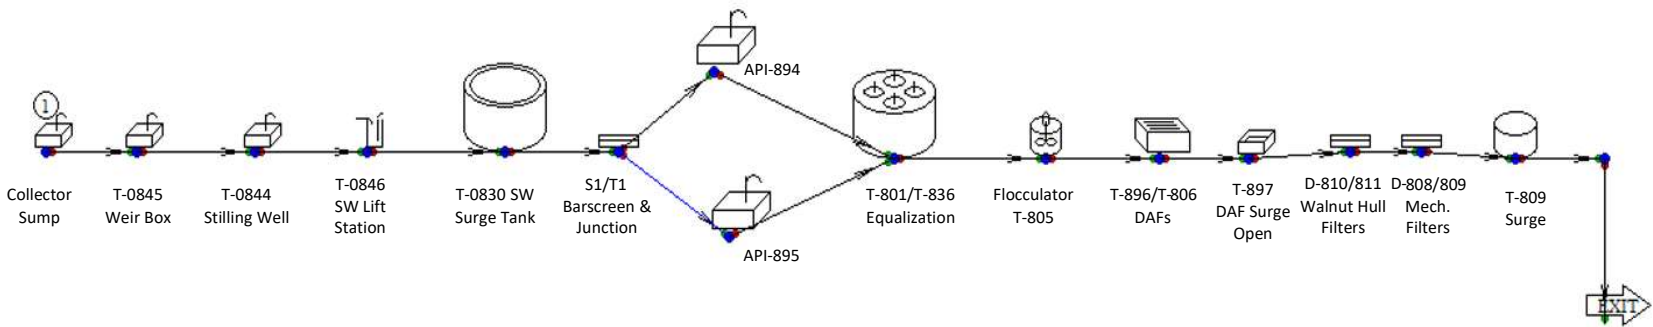 1
API-894
Collector
Sump
T-0845
Weir Box
T-0844
Stilling Well
T-0846
SW Lift
Station
T-0830 SW
Surge Tank
S1/T1
Barscreen &
Junction
API-895
T-801/T-836
Equalization
Flocculator
T-805
T-896/T-806
DAFs
T-897
DAF Surge
Open
D-810/811
Walnut Hull
Filters
D-808/809
Mech.
Filters
T-809
Surge
EXIT